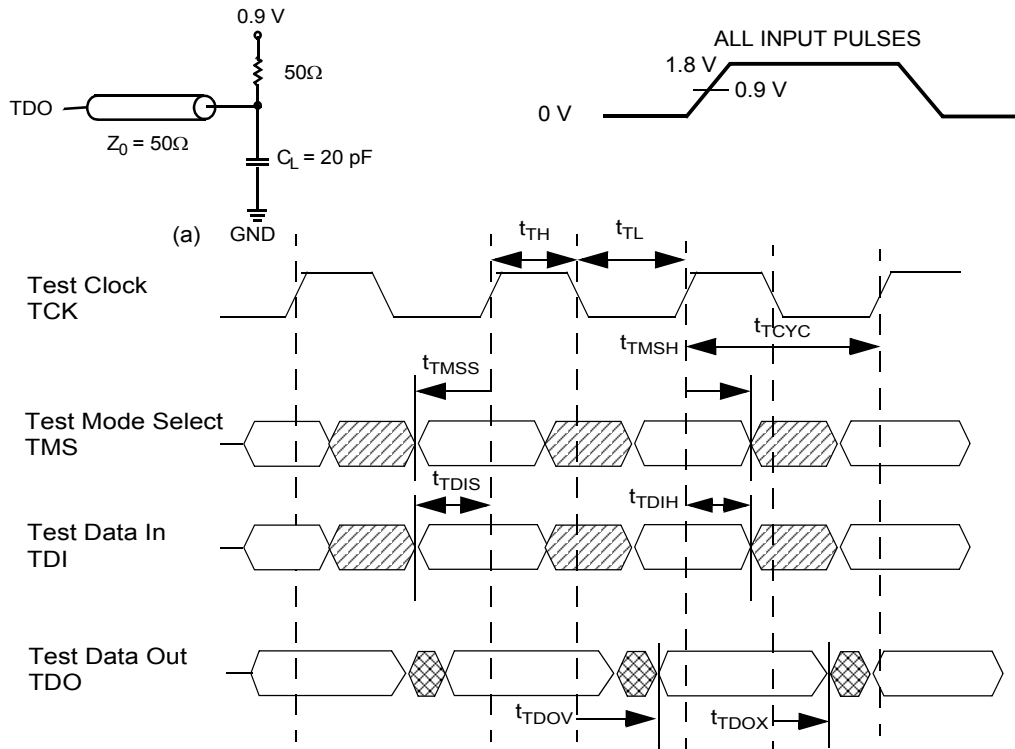 0.9 V
50Ω
TDO
Z0 = 50Ω
CL = 20 pF
(a)
GND
ALL INPUT PULSES
1.8 V
0.9 V
0 V
tTH
tTL
Test Clock
TCK
tTMSH
tTCYC
tTMSS
Test Mode Select
TMS
tTDIS
tTDIH
Test Data In
TDI
Test Data Out
TDO
tTDOV
tTDOX